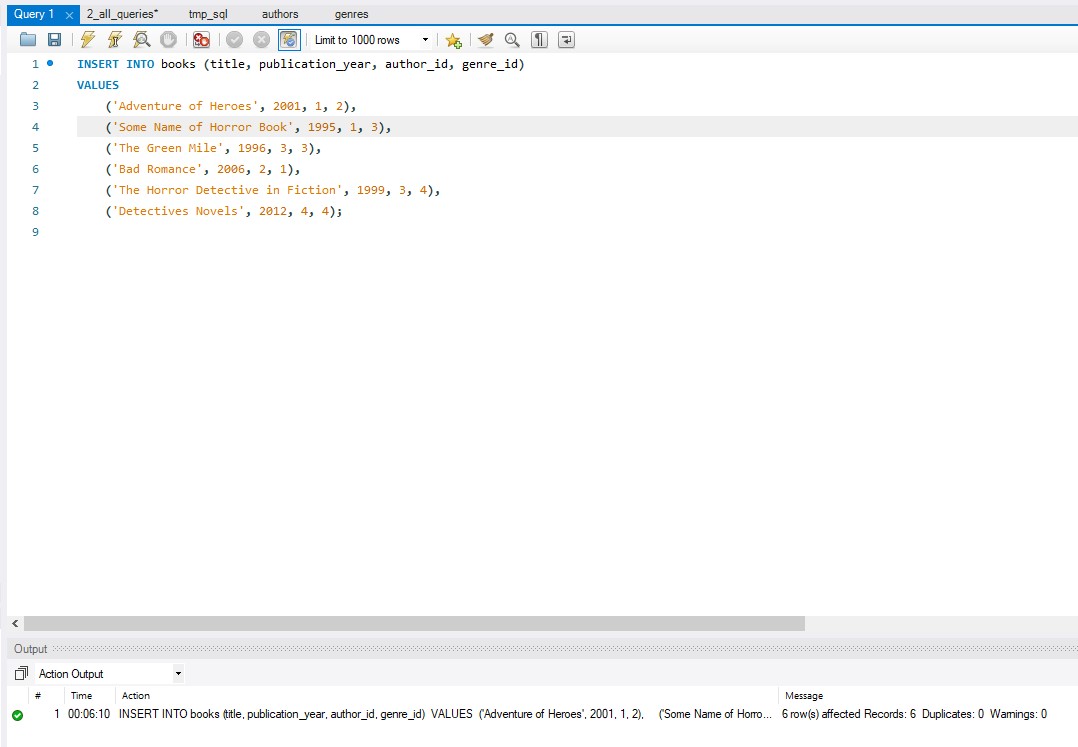 Query 1 2_all_queries* tmp_sql authors genres
Limit to 1000 rows
1 INSERT INTO books (title, publication_year, author_id, genre_id)
2 VALUES
3 ('Adventure of Heroes', 2001, 1, 2),
4 ('Some Name of Horror Book', 1995, 1, 3),
5 ('The Green Mile', 1996, 3, 3),
6 ('Bad Romance', 2006, 2, 1),
7 ('The Horror Detective in Fiction', 1999, 3, 4),
8 ('Detectives Novels', 2012, 4, 4);
9
Output
Action Output
# Time Action Message
1 00:06:10 INSERT INTO books (title, publication_year, author_id, genre_id) VALUES ('Adventure of Heroes', 2001, 1, 2), ('Some Name of Horro... 6 row(s) affected Records: 6 Duplicates: 0 Warnings: 0